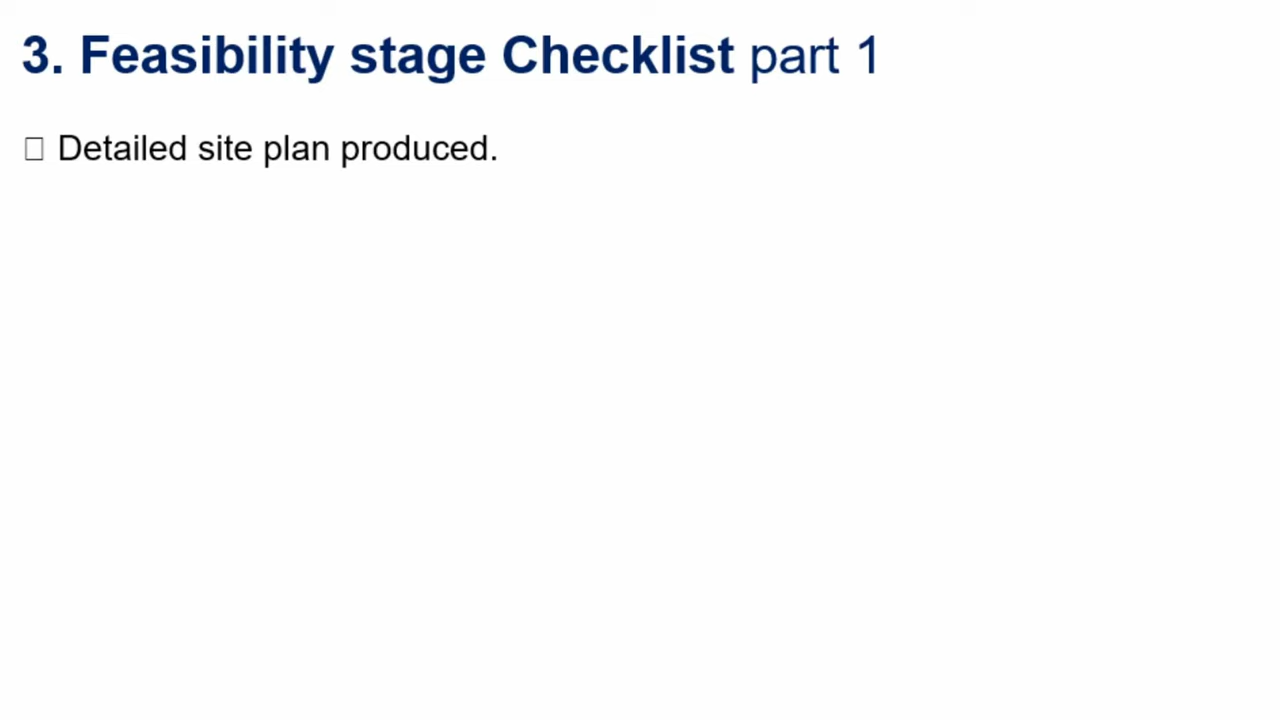 3. Feasibility stage Checklist part 1
☐ Detailed site plan produced.